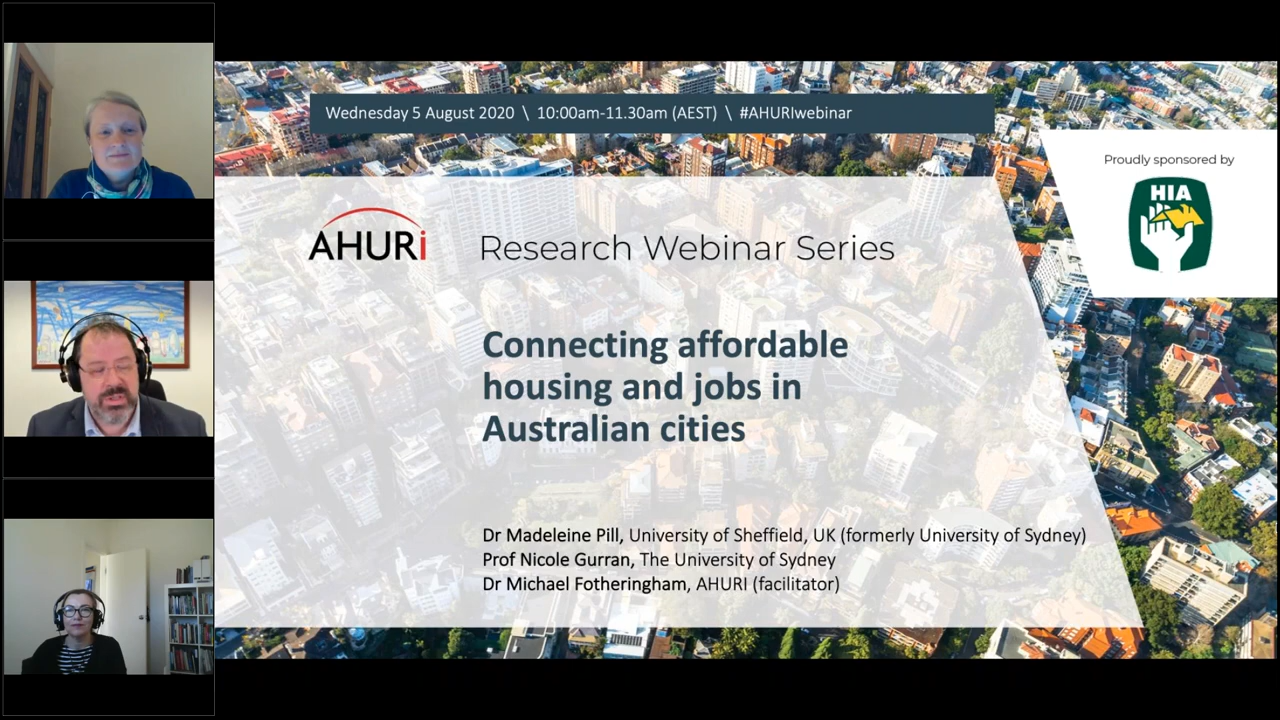 Wednesday 5 August 2020 \ 10:00am-11.30am (AEST) \ #AHURIwebinar
Proudly sponsored by
HIA
AHURi
Research Webinar Series
Connecting affordable
housing and jobs in
Australian cities
Dr Madeleine Pill, University of Sheffield, UK (formerly University of Sydney)
Prof Nicole Gurran, The University of Sydney
Dr Michael Fotheringham, AHURI (facilitator)